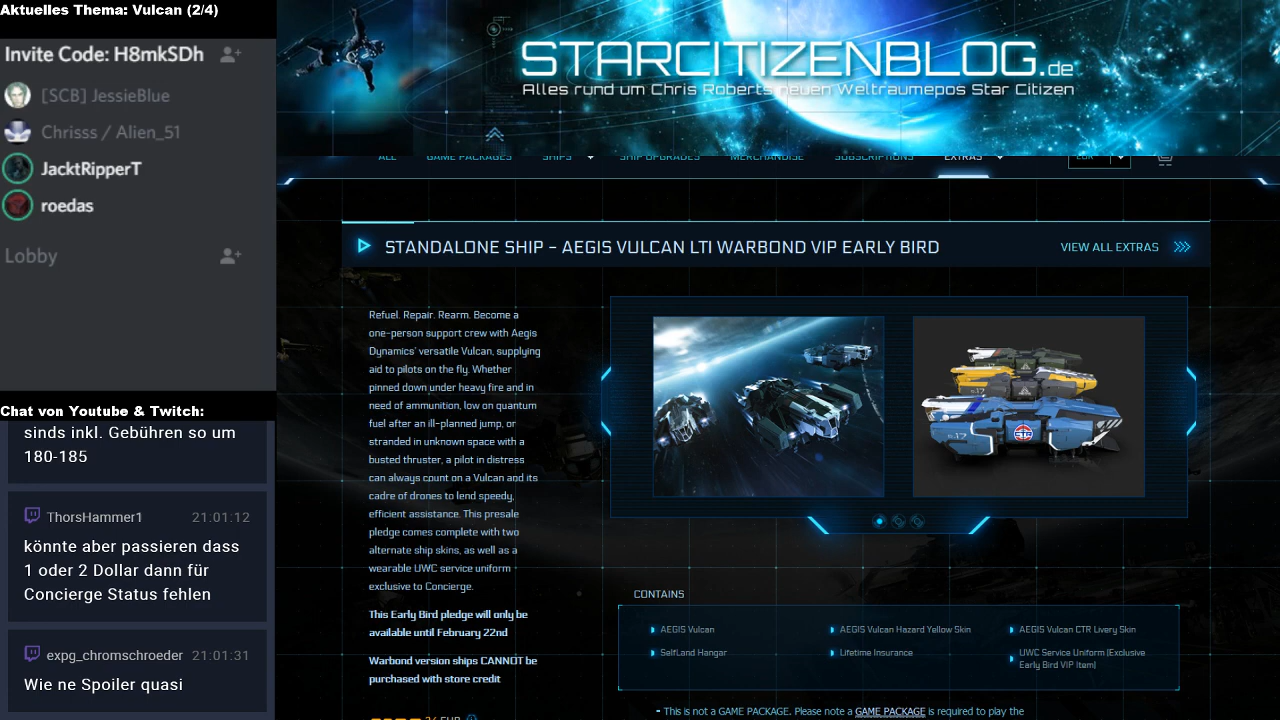 Aktuelles Thema: Vulcan (2/4)
Invite Code: H8mkSDh
[SCB] JessieBlue
Chrisss / Alien_51
JacktRipperT
roedas
Lobby
Chat von Youtube & Twitch:
sinds inkl. Gebühren so um
180-185
ThorsHammer1 21:01:12
könnte aber passieren dass
1 oder 2 Dollar dann für
Concierge Status fehlen
expg_chromschroeder 21:01:31
Wie ne Spoiler quasi
STARCITIZENBLOG.de
Alles rund um Chris Roberts neuen Weltraumepos Star Citizen
ALL GAME PACKAGES SHIPS SHIP UPGRADES MERCHANDISE SUBSCRIPTIONS EXTRAS EUR
STANDALONE SHIP - AEGIS VULCAN LTI WARBOND VIP EARLY BIRD
VIEW ALL EXTRAS
Refuel. Repair. Rearm. Become a
one-person support crew with Aegis
Dynamics' versatile Vulcan, supplying
aid to pilots on the fly. Whether
pinned down under heavy fire and in
need of ammunition, low on quantum
fuel after an ill-planned jump, or
stranded in unknown space with a
busted thruster, a pilot in distress
can always count on a Vulcan and its
cadre of drones to lend speedy,
efficient assistance. This presale
pledge comes complete with two
alternate ship skins, as well as a
wearable UWC service uniform
exclusive to Concierge.
This Early Bird pledge will only be
available until February 22nd
Warbond version ships CANNOT be
purchased with store credit
CONTAINS
AEGIS Vulcan
AEGIS Vulcan Hazard Yellow Skin
AEGIS Vulcan CTR Livery Skin
SelfLand Hangar
Lifetime Insurance
UWC Service Uniform [Exclusive
Early Bird VIP Item]
- This is not a GAME PACKAGE. Please note a GAME PACKAGE is required to play the